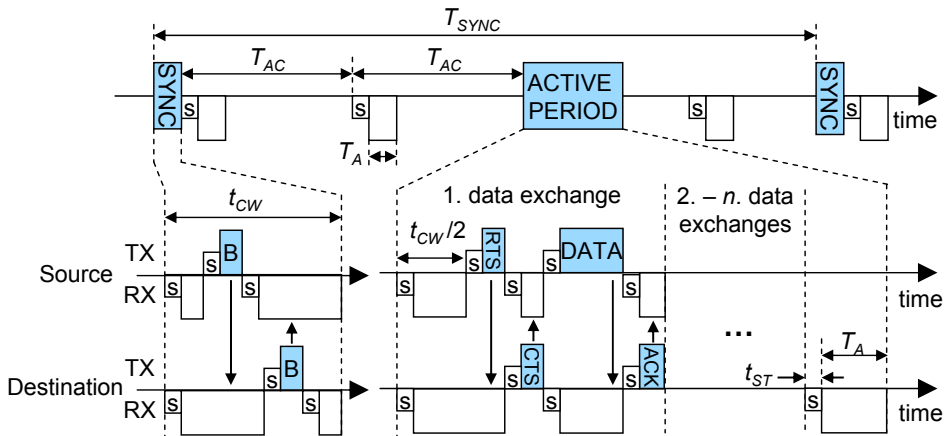 T_SYNC
T_AC
T_AC
SYNC
S
S
T_A
ACTIVE
PERIOD
S
SYNC
S
time
t_CW
1. data exchange
2. – n. data
exchanges
t_CW/2
Source
TX
RX
S
S
B
S
S
S
RTS
S
S
DATA
S
...
time
Destination
TX
RX
S
S
B
S
S
S
CTS
S
S
ACK
t_ST
S
T_A
time